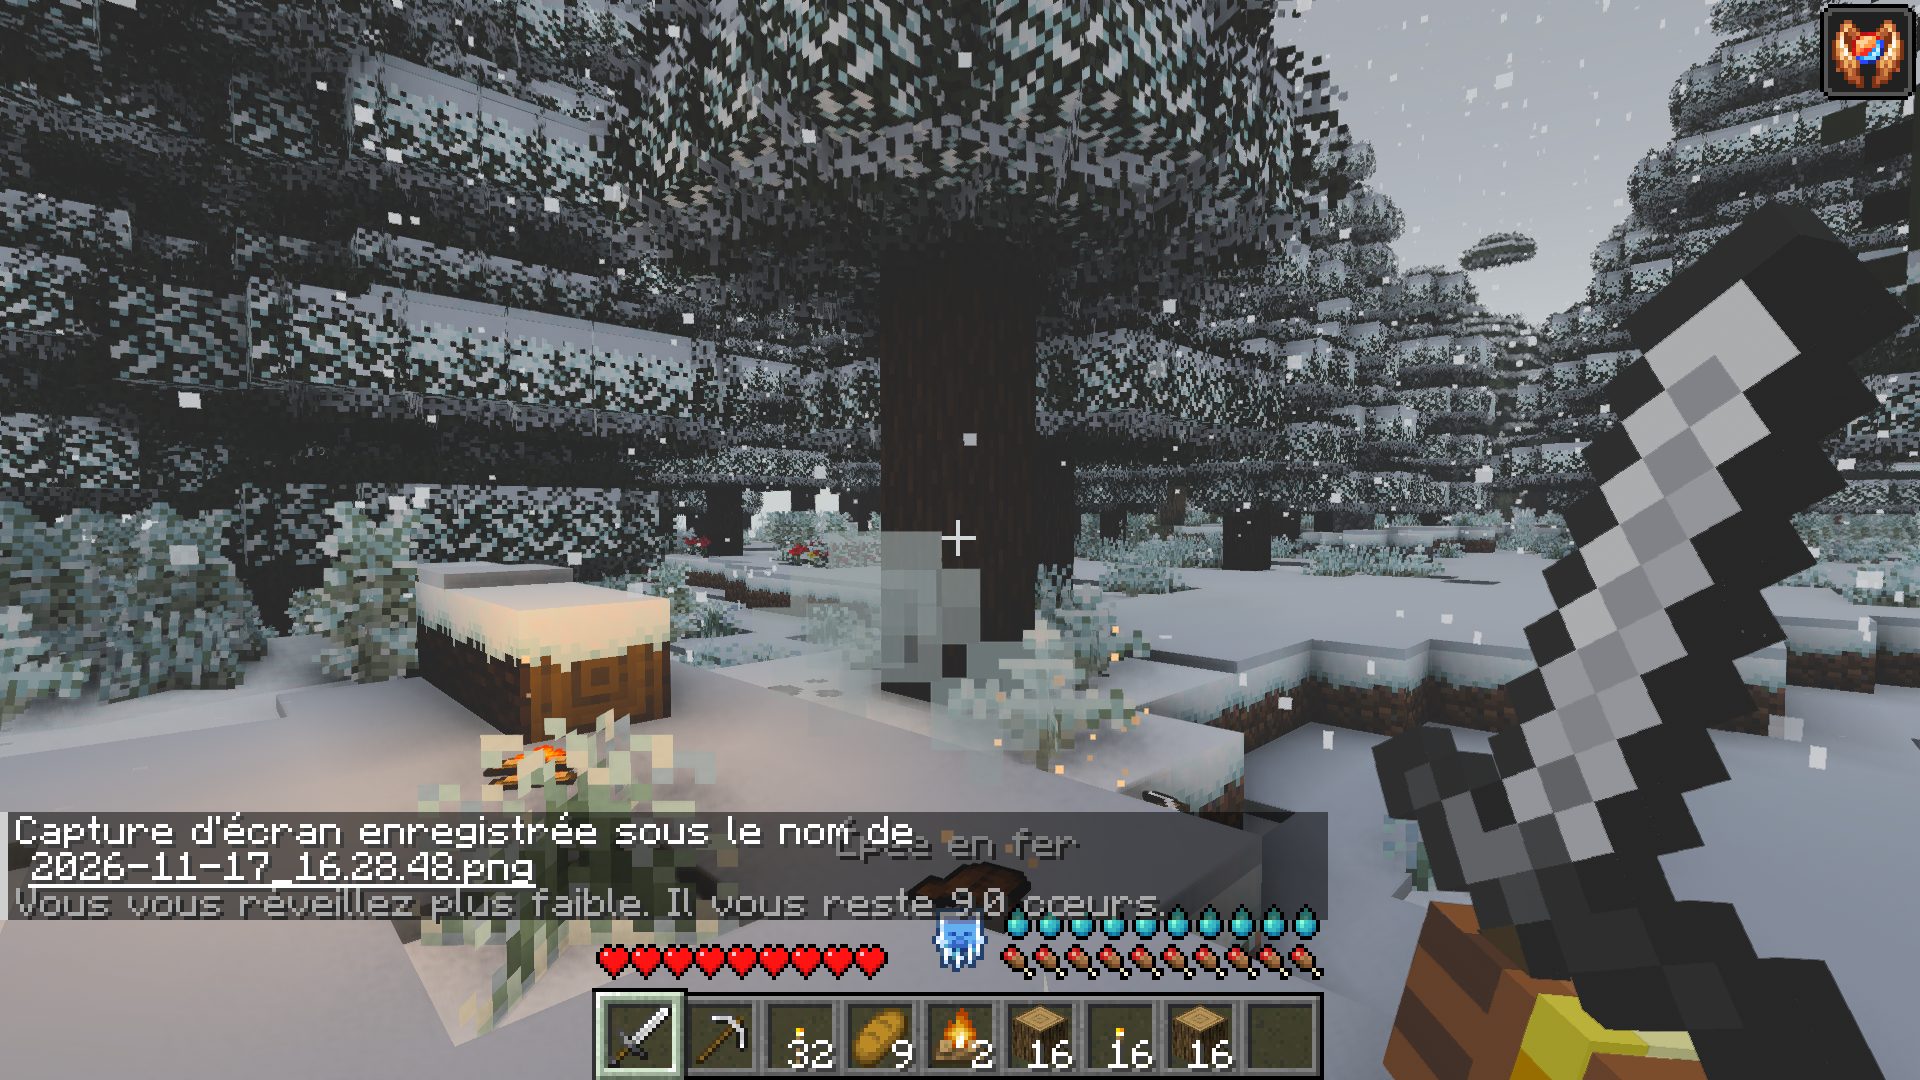 Capture d'écran enregistrée sous le nom de
2026-11-17_16.28.48.png
Épée en fer
Vous vous réveillez plus faible. Il vous reste 9.0 cœurs.
32
9
2
16
16
16